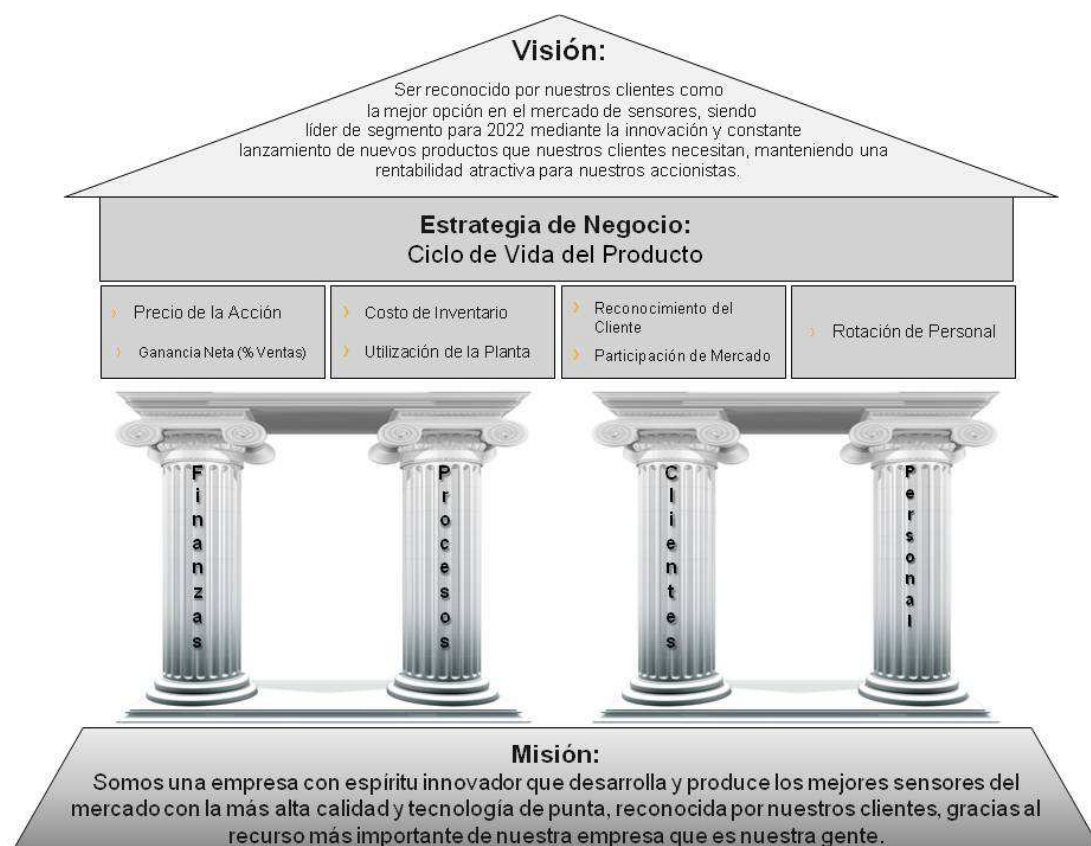 Visión:
Ser reconocido por nuestros clientes como
la mejor opción en el mercado de sensores, siendo
líder de segmento para 2022 mediante la innovación y constante
lanzamiento de nuevos productos que nuestros clientes necesitan, manteniendo una
rentabilidad atractiva para nuestros accionistas.
Estrategia de Negocio:
Ciclo de Vida del Producto
Precio de la Acción
Ganancia Neta (% Ventas)
Costo de Inventario
Utilización de la Planta
Reconocimiento del
Cliente
Participación de Mercado
Rotación de Personal
Finanzas
Procesos
Clientes
Personal
Misión:
Somos una empresa con espíritu innovador que desarrolla y produce los mejores sensores del
mercado con la más alta calidad y tecnología de punta, reconocida por nuestros clientes, gracias al
recurso más importante de nuestra empresa que es nuestra gente.